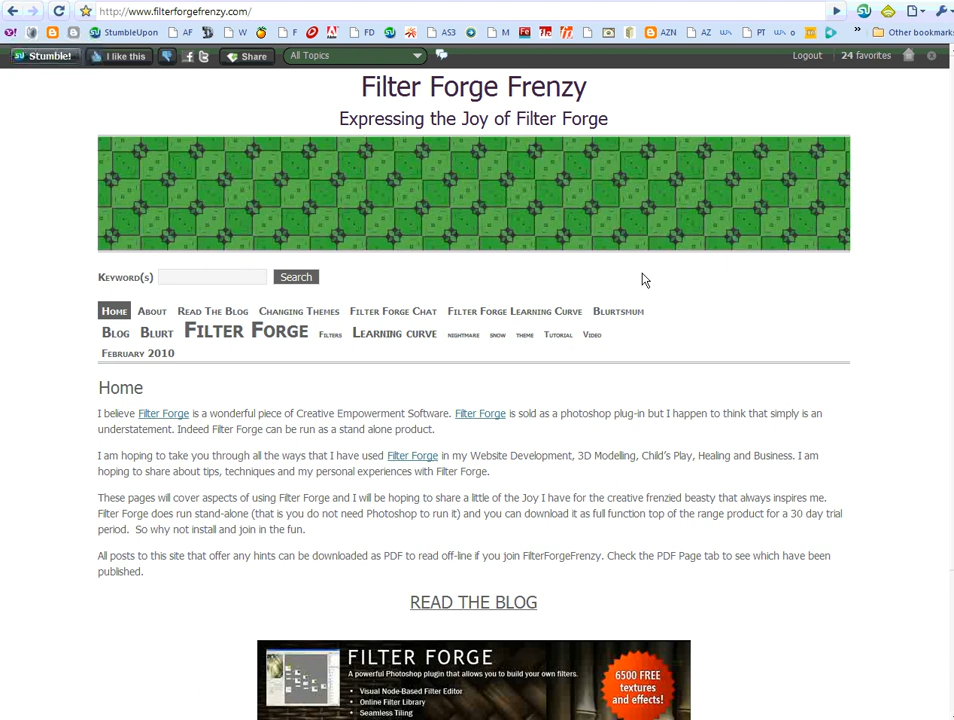 http://www.filterforgefrenzy.com/
StumbleUpon AF W F FD AS3 M AZN AZ PT o Other bookmarks
Stumble! I like this Share All Topics Logout 24 favorites
Filter Forge Frenzy
Expressing the Joy of Filter Forge
Keyword(s) Search
Home About Read The Blog Changing Themes Filter Forge Chat Filter Forge Learning Curve Blurtsmum
Blog Blurt Filter Forge Filters Learning curve nightmare snow theme Tutorial Video
February 2010
Home
I believe Filter Forge is a wonderful piece of Creative Empowerment Software. Filter Forge is sold as a photoshop plug-in but I happen to think that simply is an
understatement. Indeed Filter Forge can be run as a stand alone product.
I am hoping to take you through all the ways that I have used Filter Forge in my Website Development, 3D Modelling, Child's Play, Healing and Business. I am
hoping to share about tips, techniques and my personal experiences with Filter Forge.
These pages will cover aspects of using Filter Forge and I will be hoping to share a little of the Joy I have for the creative frenzied beasty that always inspires me.
Filter Forge does run stand-alone (that is you do not need Photoshop to run it) and you can download it as full function top of the range product for a 30 day trial
period. So why not install and join in the fun.
All posts to this site that offer any hints can be downloaded as PDF to read off-line if you join FilterForgeFrenzy. Check the PDF Page tab to see which have been
published.
READ THE BLOG
FILTER FORGE
A powerful Photoshop plugin that allows you to build your own filters.
• Visual Node-Based Filter Editor
• Online Filter Library
• Seamless Tiling
6500 FREE
textures
and effects!